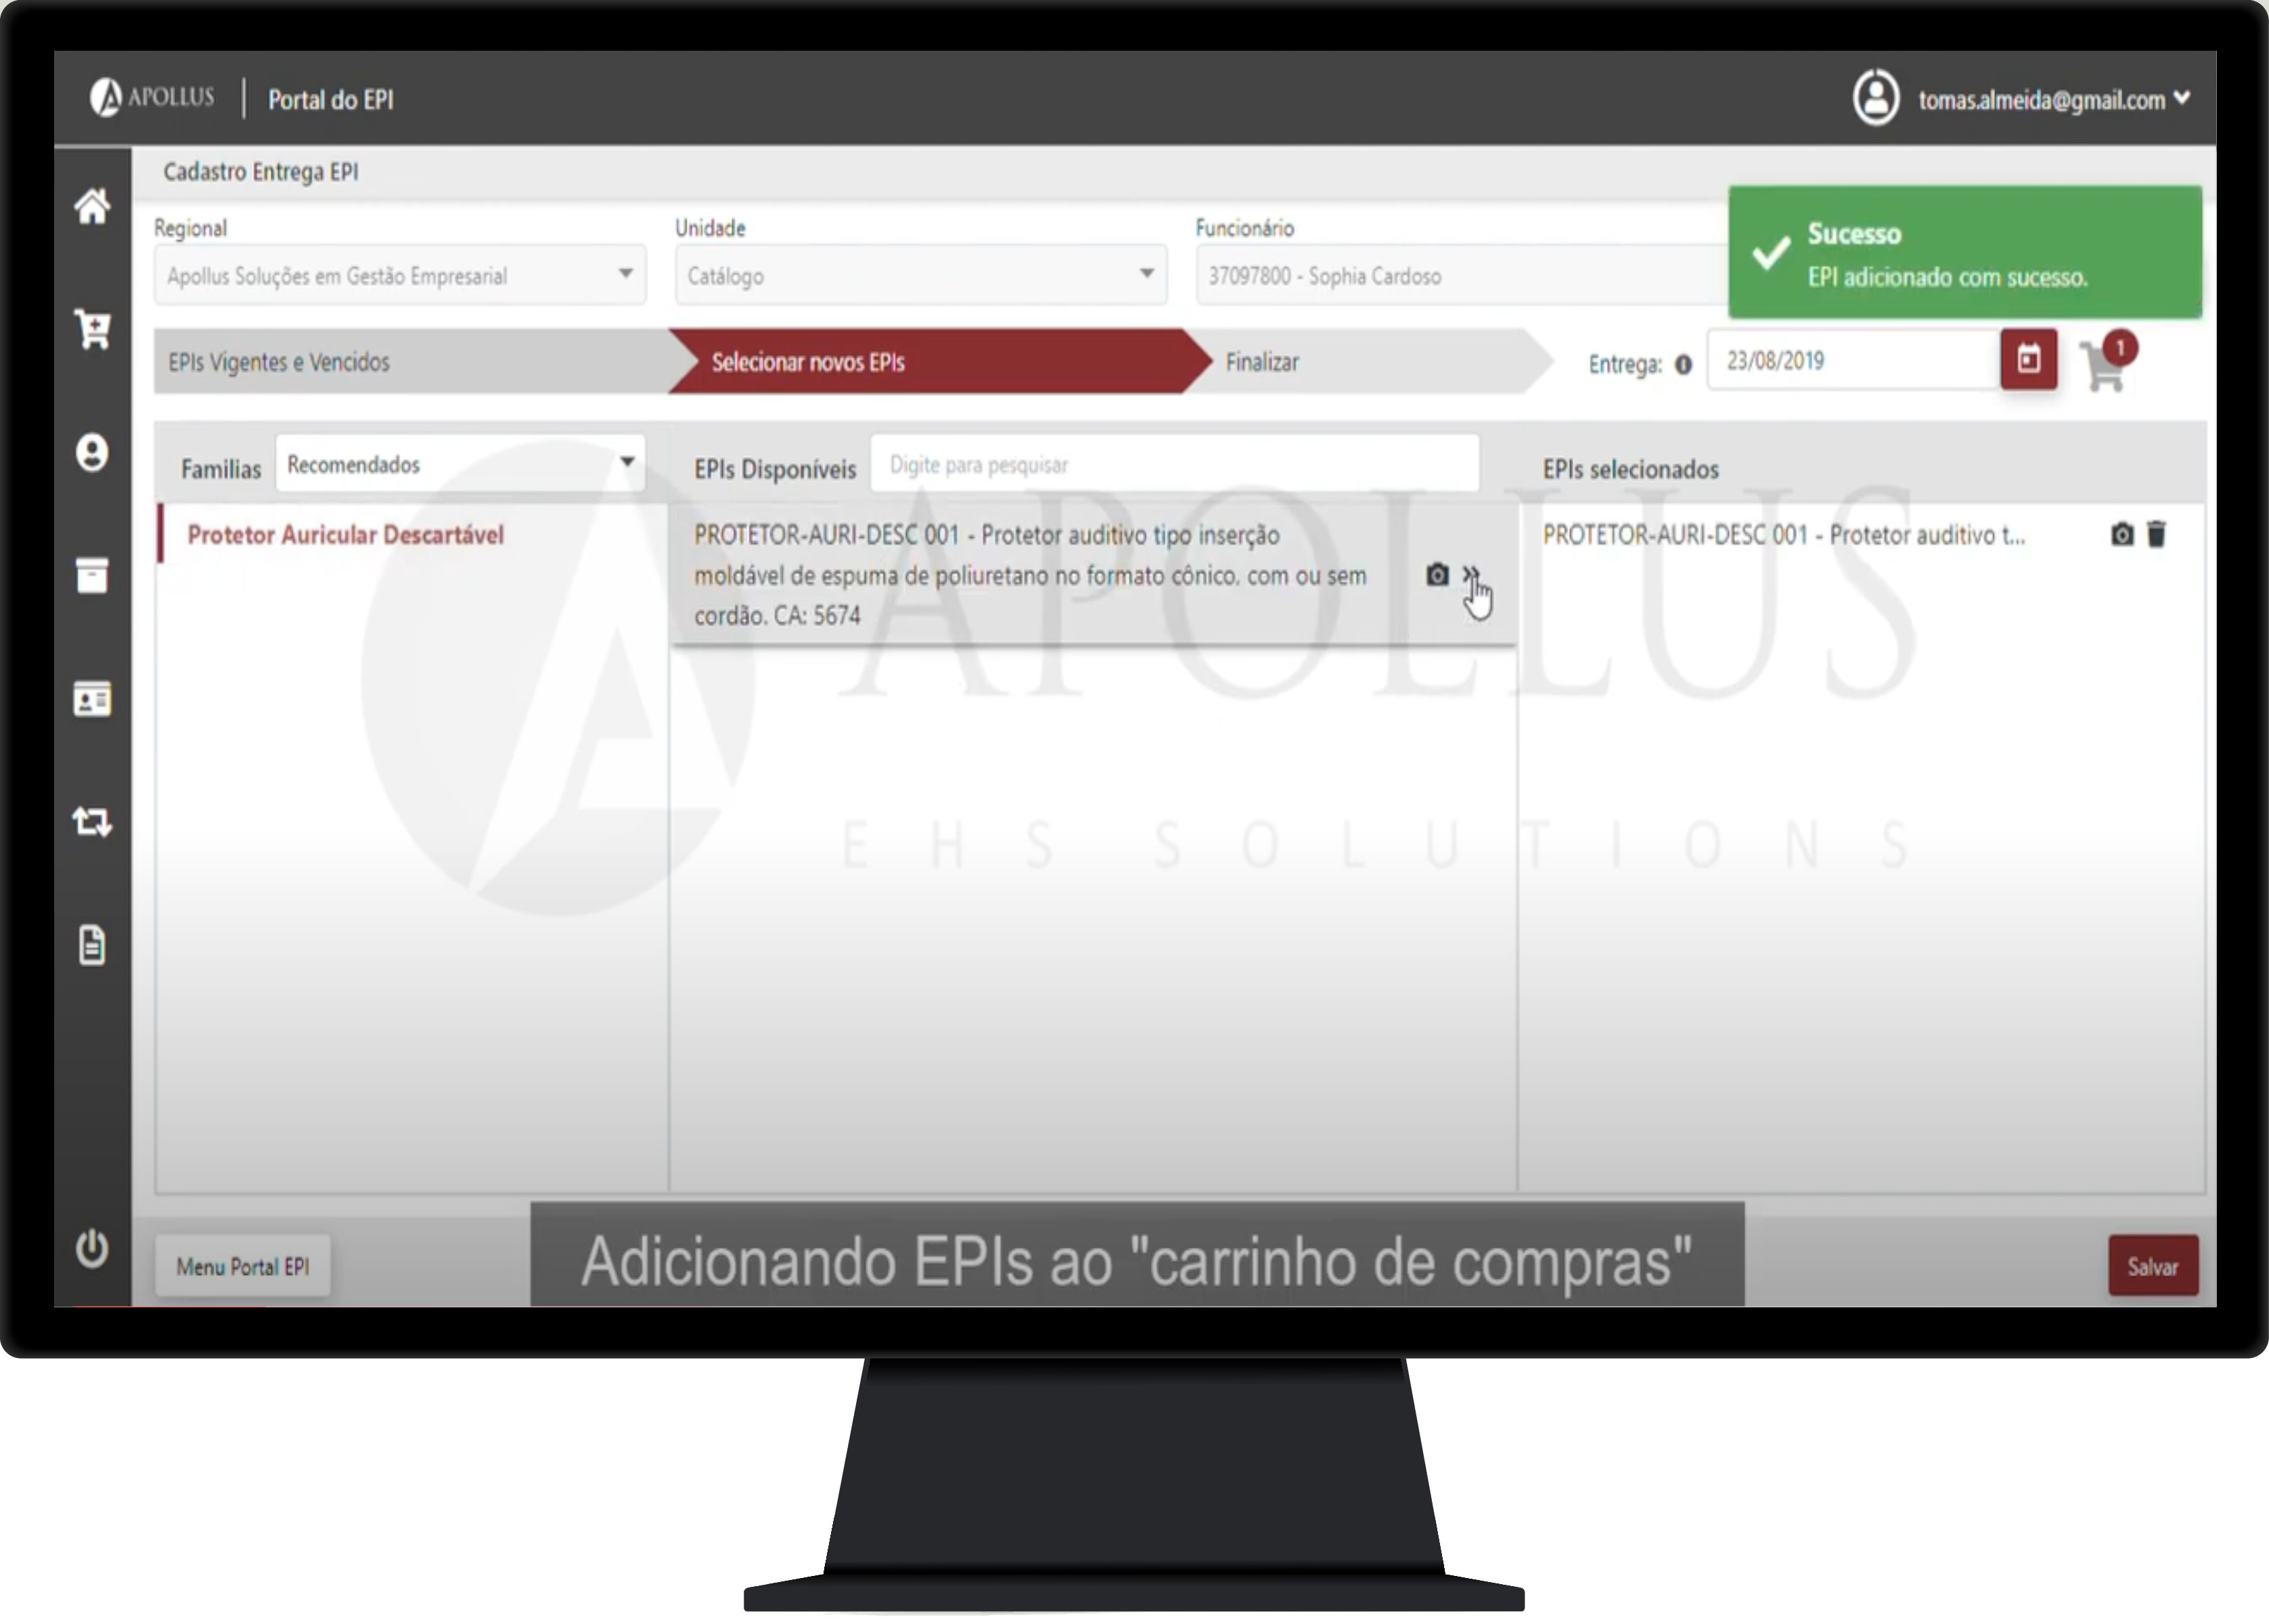 APOLLUS
Portal do EPI
tomas.almeida@gmail.com
Cadastro Entrega EPI
Regional
Unidade
Funcionário
Apollus Soluções em Gestão Empresarial
Catálogo
37097800 - Sophia Cardoso
Sucesso
EPI adicionado com sucesso.
EPIs Vigentes e Vencidos
Selecionar novos EPIs
Finalizar
Entrega:
23/08/2019
1
Familias
Recomendados
EPIs Disponíveis
Digite para pesquisar
EPIs selecionados
Protetor Auricular Descartável
PROTETOR-AURI-DESC 001 - Protetor auditivo tipo inserção
moldável de espuma de poliuretano no formato cônico. com ou sem
cordão. CA: 5674
PROTETOR-AURI-DESC 001 - Protetor auditivo t...
APOLLUS
EHS SOLUTIONS
Menu Portal EPI
Adicionando EPIs ao "carrinho de compras"
Salvar